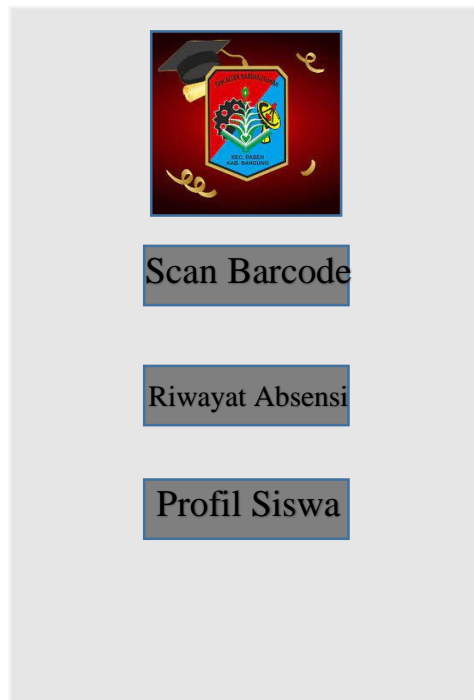 KEC. PASEH
KAB. BANDUNG
Scan Barcode
Riwayat Absensi
Profil Siswa